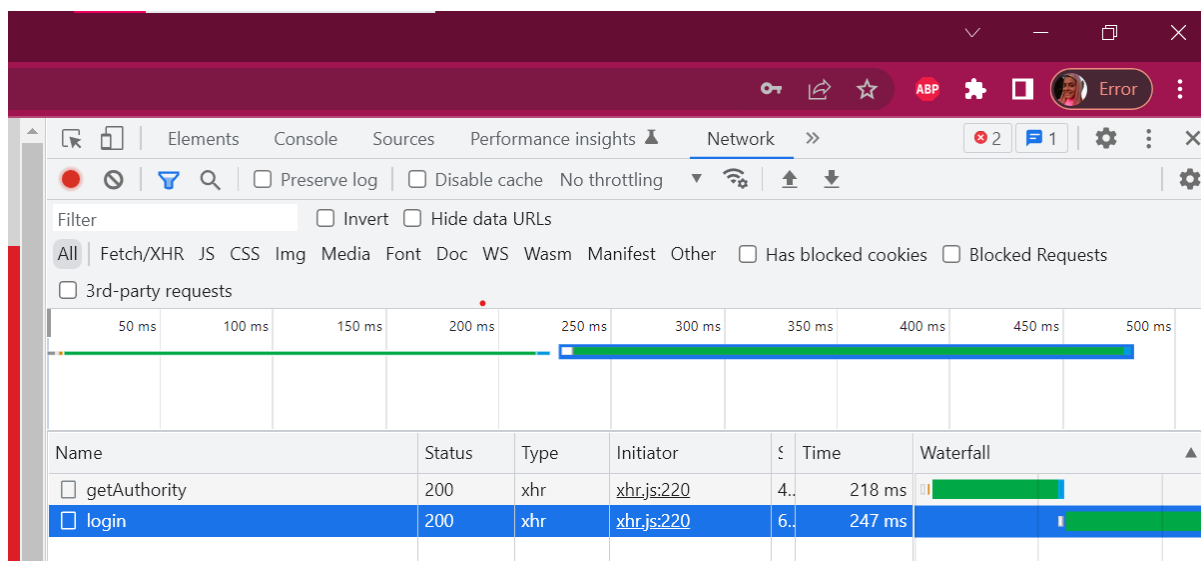 ABP Error
Elements Console Sources Performance insights Network 2 1
Preserve log Disable cache No throttling
Filter Invert Hide data URLs
All Fetch/XHR JS CSS Img Media Font Doc WS Wasm Manifest Other Has blocked cookies Blocked Requests
3rd-party requests
50 ms 100 ms 150 ms 200 ms 250 ms 300 ms 350 ms 400 ms 450 ms 500 ms
Name Status Type Initiator Time Waterfall
getAuthority 200 xhr xhr.js:220 4.. 218 ms
login 200 xhr xhr.js:220 6.. 247 ms